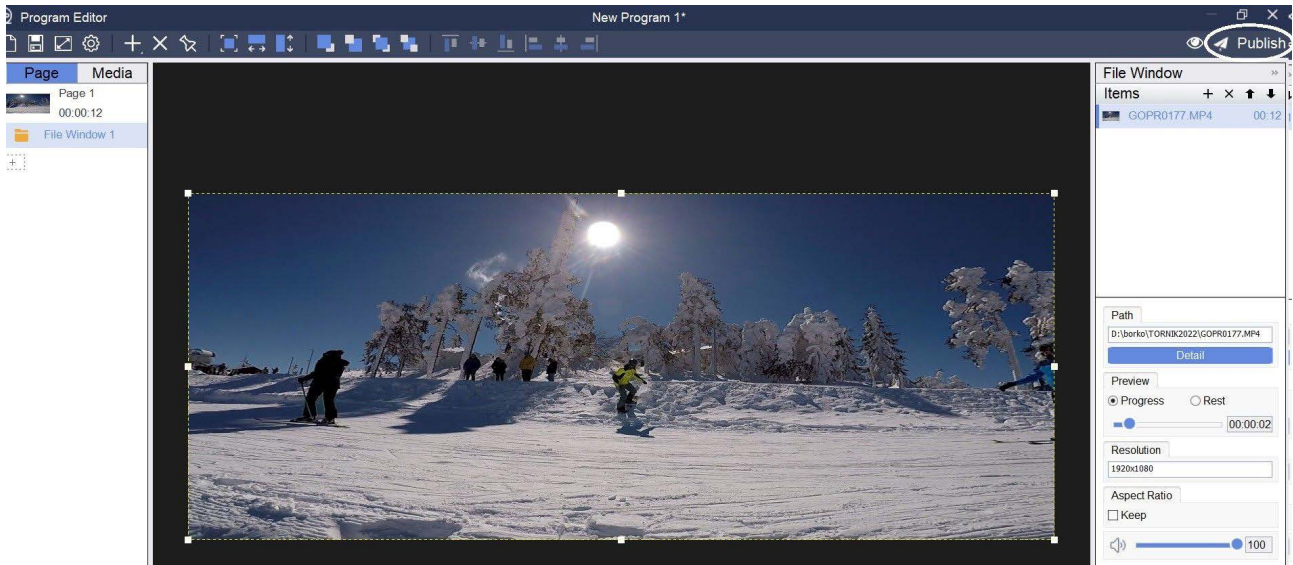 Program Editor
New Program 1*
Publish
Page
Media
Page 1
00:00:12
File Window 1
File Window
Items
GOPR0177.MP4 00:12
Path
D:\borko\TORNIK2022\GOPR0177.MP4
Detail
Preview
Progress
Rest
00:00:02
Resolution
1920x1080
Aspect Ratio
Keep
100